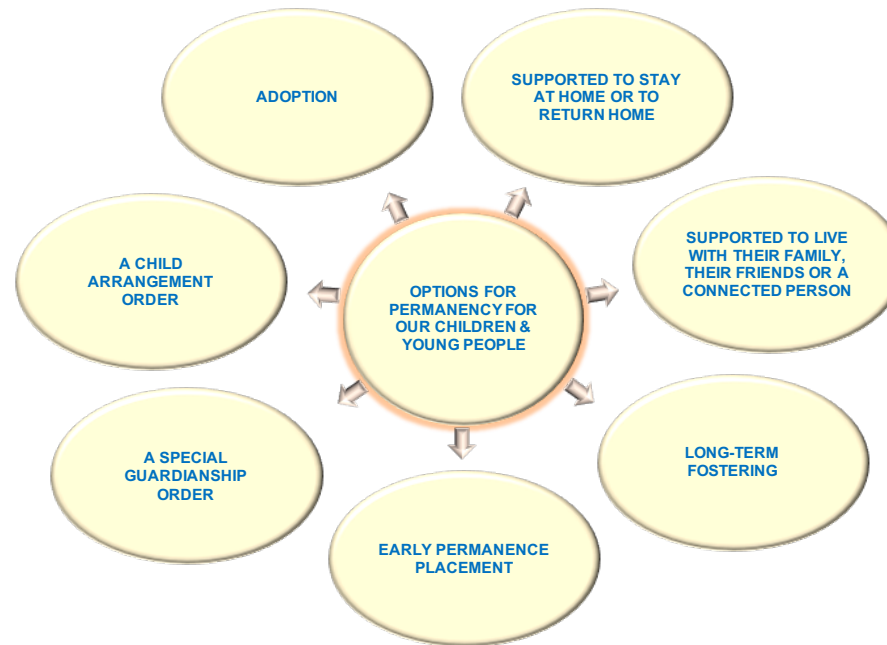 ADOPTION
SUPPORTED TO STAY
AT HOME OR TO
RETURN HOME
A CHILD
ARRANGEMENT
ORDER
OPTIONS FOR
PERMANENCY FOR
OUR CHILDREN &
YOUNG PEOPLE
SUPPORTED TO LIVE
WITH THEIR FAMILY,
THEIR FRIENDS OR A
CONNECTED PERSON
A SPECIAL
GUARDIANSHIP
ORDER
LONG-TERM
FOSTERING
EARLY PERMANENCE
PLACEMENT